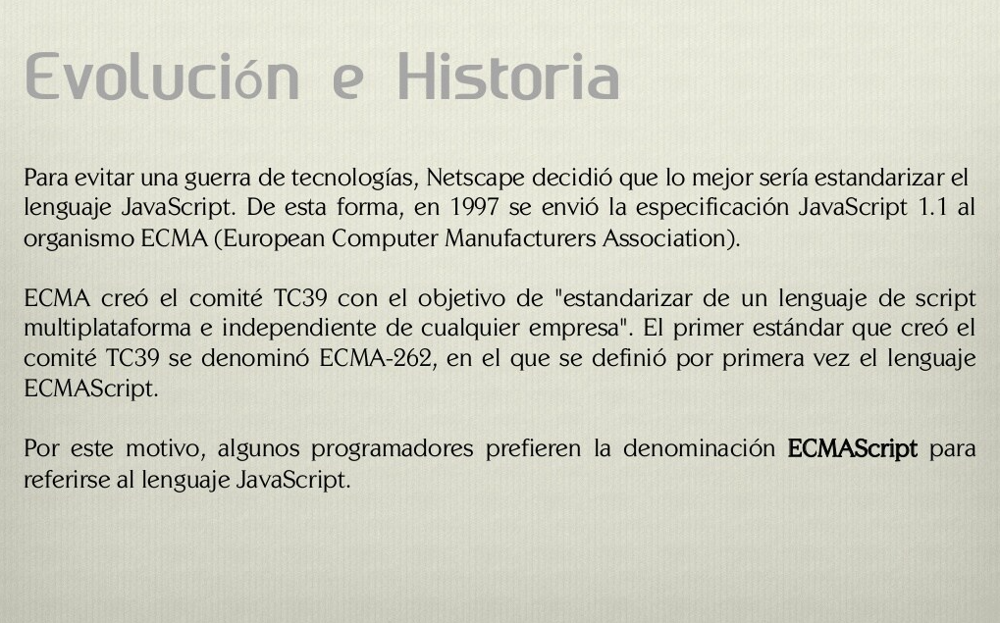 Evolución e Historia
Para evitar una guerra de tecnologías, Netscape decidió que lo mejor sería estandarizar el
lenguaje JavaScript. De esta forma, en 1997 se envió la especificación JavaScript 1.1 al
organismo ECMA (European Computer Manufacturers Association).
ECMA creó el comité TC39 con el objetivo de "estandarizar de un lenguaje de script
multiplataforma e independiente de cualquier empresa". El primer estándar que creó el
comité TC39 se denominó ECMA-262, en el que se definió por primera vez el lenguaje
ECMAScript.
Por este motivo, algunos programadores prefieren la denominación ECMAScript para
referirse al lenguaje JavaScript.